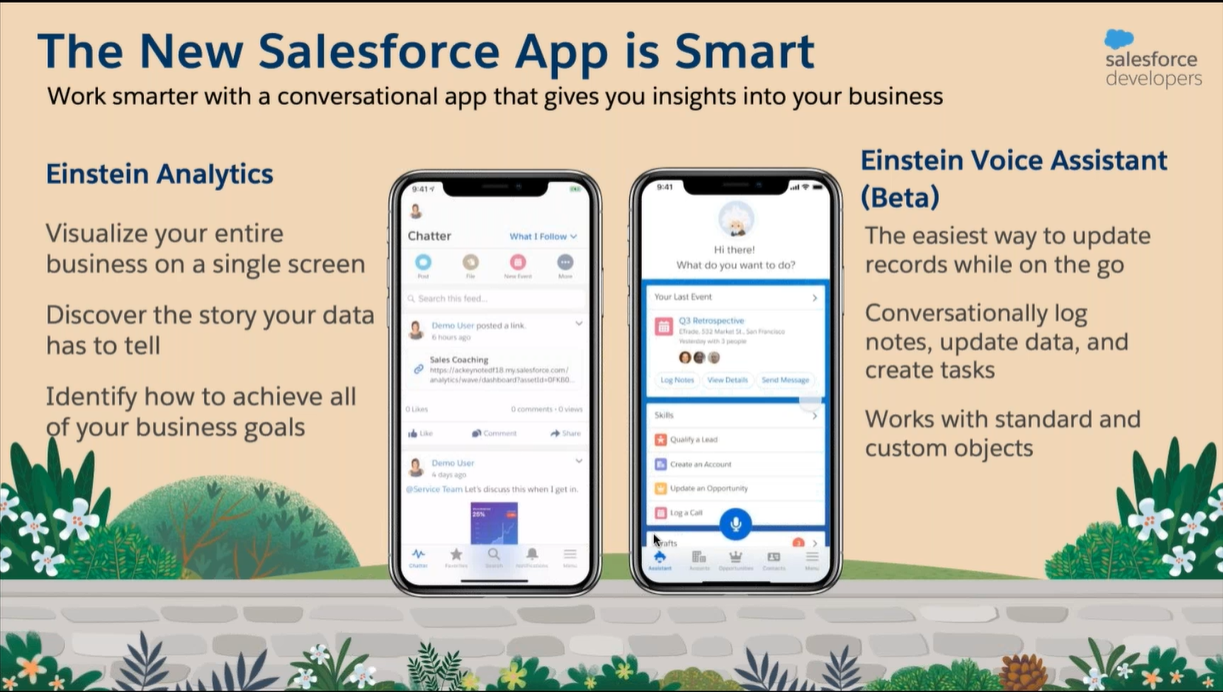 The New Salesforce App is Smart
Work smarter with a conversational app that gives you insights into your business
salesforce
developers
Einstein Analytics
Visualize your entire
business on a single screen
Discover the story your data
has to tell
Identify how to achieve all
of your business goals
9:41
Chatter
What I Follow
Post
File
New Event
More
Search this feed...
Demo User posted a link.
6 hours ago
Sales Coaching
https://ackeynotedf18.my.salesforce.com/
analytics/wave/dashboard?assetId=0FKB0...
0 Likes
0 comments · 0 views
Like
Comment
Share
Demo User
4 days ago
@Service Team Let's discuss this when I get in.
20%
Chatter
Favorites
Search
Notifications
Menu
9:41
Hi there!
What do you want to do?
Your Last Event
Q3 Retrospective
ETrade, 532 Market St., San Francisco
Yesterday with 3 people
Log Notes
View Details
Send Message
Skills
Qualify a Lead
Create an Account
Update an Opportunity
Log a Call
rafts
Assistant
Accounts
Opportunities
Contacts
Menu
Einstein Voice Assistant
(Beta)
The easiest way to update
records while on the go
Conversationally log
notes, update data, and
create tasks
Works with standard and
custom objects